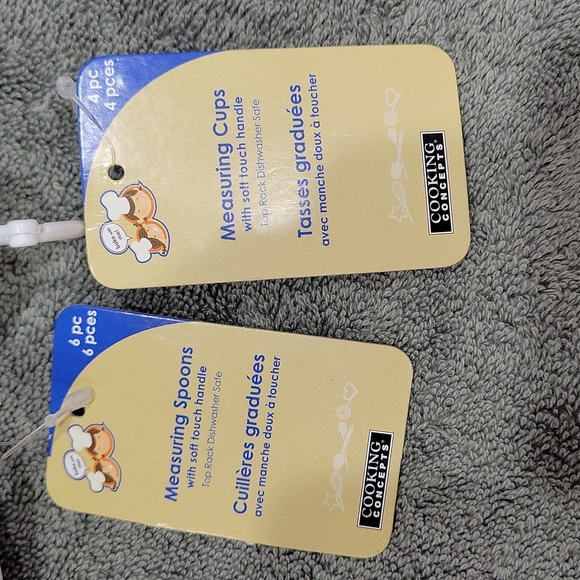 4 pc
4 pces
Measuring Cups
with soft touch handle
Top Rack Dishwasher Safe
Tasses graduées
avec manche doux à toucher
COOKING
CONCEPTS®
6 pc
6 pces
Measuring Spoons
with soft touch handle
Top Rack Dishwasher Safe
Cuillères graduées
avec manche doux à toucher
COOKING
CONCEPTS®